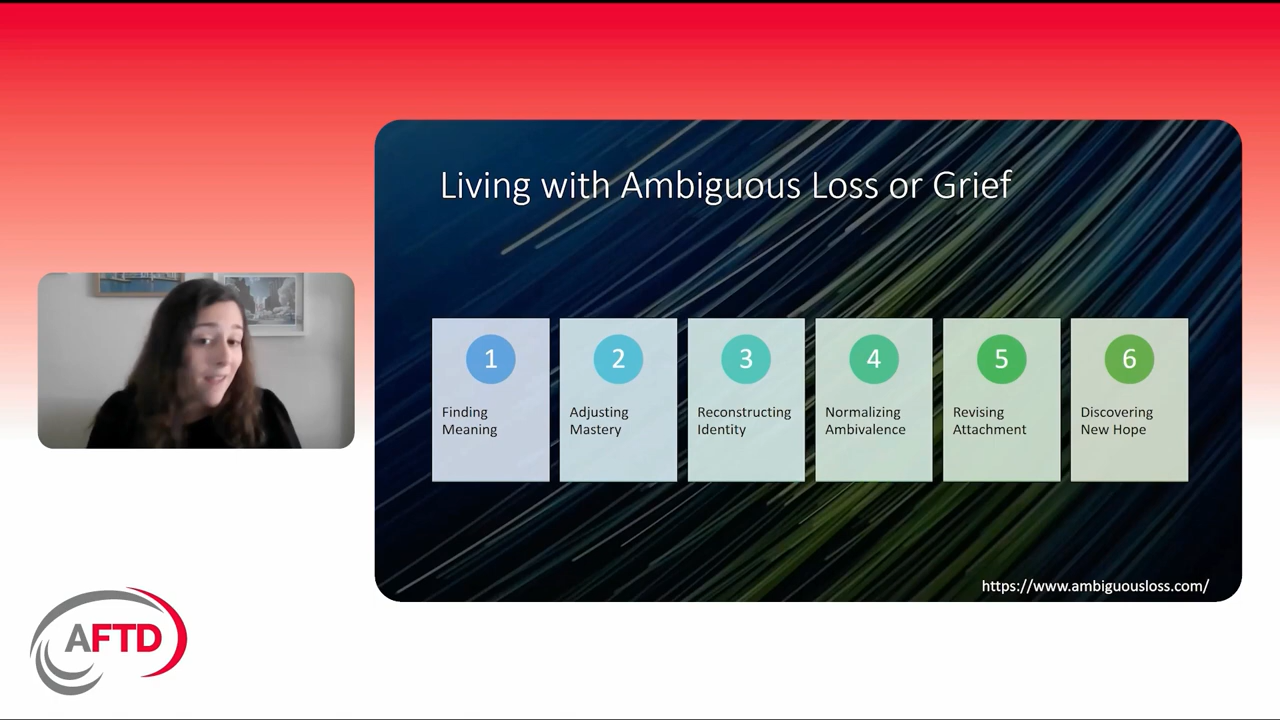 Living with Ambiguous Loss or Grief
1
Finding
Meaning
2
Adjusting
Mastery
3
Reconstructing
Identity
4
Normalizing
Ambivalence
5
Revising
Attachment
6
Discovering
New Hope
https://www.ambiguousloss.com/
AFTD